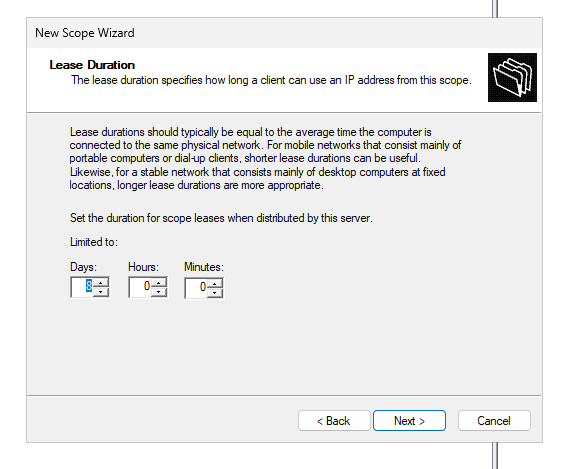 New Scope Wizard
Lease Duration
The lease duration specifies how long a client can use an IP address from this scope.
Lease durations should typically be equal to the average time the computer is
connected to the same physical network. For mobile networks that consist mainly of
portable computers or dial-up clients, shorter lease durations can be useful.
Likewise, for a stable network that consists mainly of desktop computers at fixed
locations, longer lease durations are more appropriate.
Set the duration for scope leases when distributed by this server.
Limited to:
Days: Hours: Minutes:
8 0 0
< Back Next > Cancel